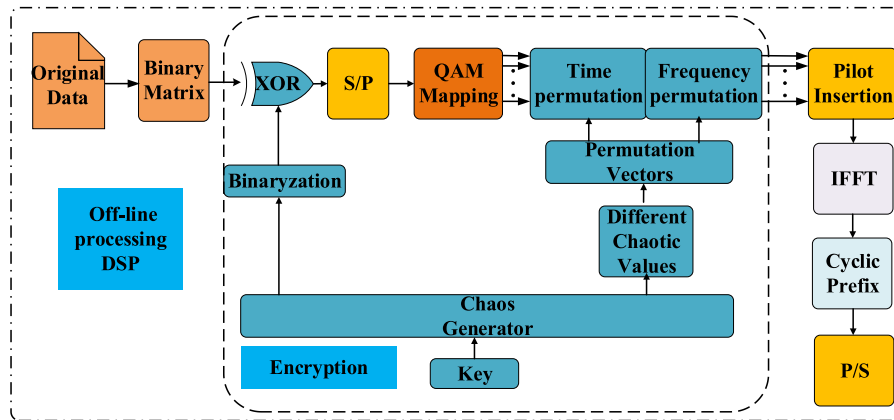 Original
Data
Binary
Matrix
XOR
S/P
QAM
Mapping
Time
permutation
Frequency
permutation
Pilot
Insertion
Binaryzation
Permutation
Vectors
IFFT
Off-line
processing
DSP
Different
Chaotic
Values
Cyclic
Prefix
Chaos
Generator
Encryption
Key
P/S